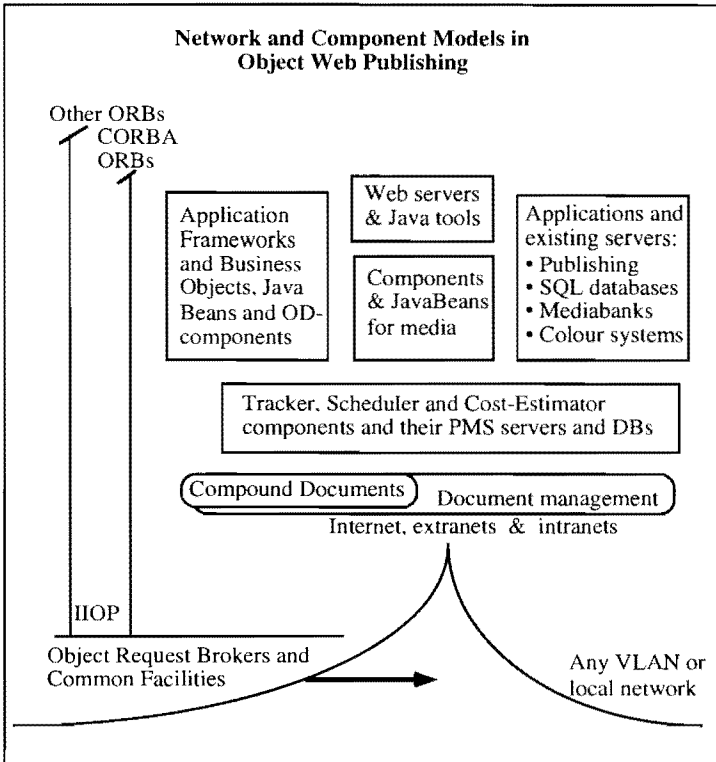 Network and Component Models in
Object Web Publishing
Other ORBs
CORBA
ORBs
Application
Frameworks
and Business
Objects, Java
Beans and OD-
components
Web servers
& Java tools
Components
& JavaBeans
for media
Applications and
existing servers:
• Publishing
• SQL databases
• Mediabanks
• Colour systems
Tracker, Scheduler and Cost-Estimator
components and their PMS servers and DBs
Compound Documents
Document management
Internet, extranets & intranets
IIOP
Object Request Brokers and
Common Facilities
Any VLAN or
local network